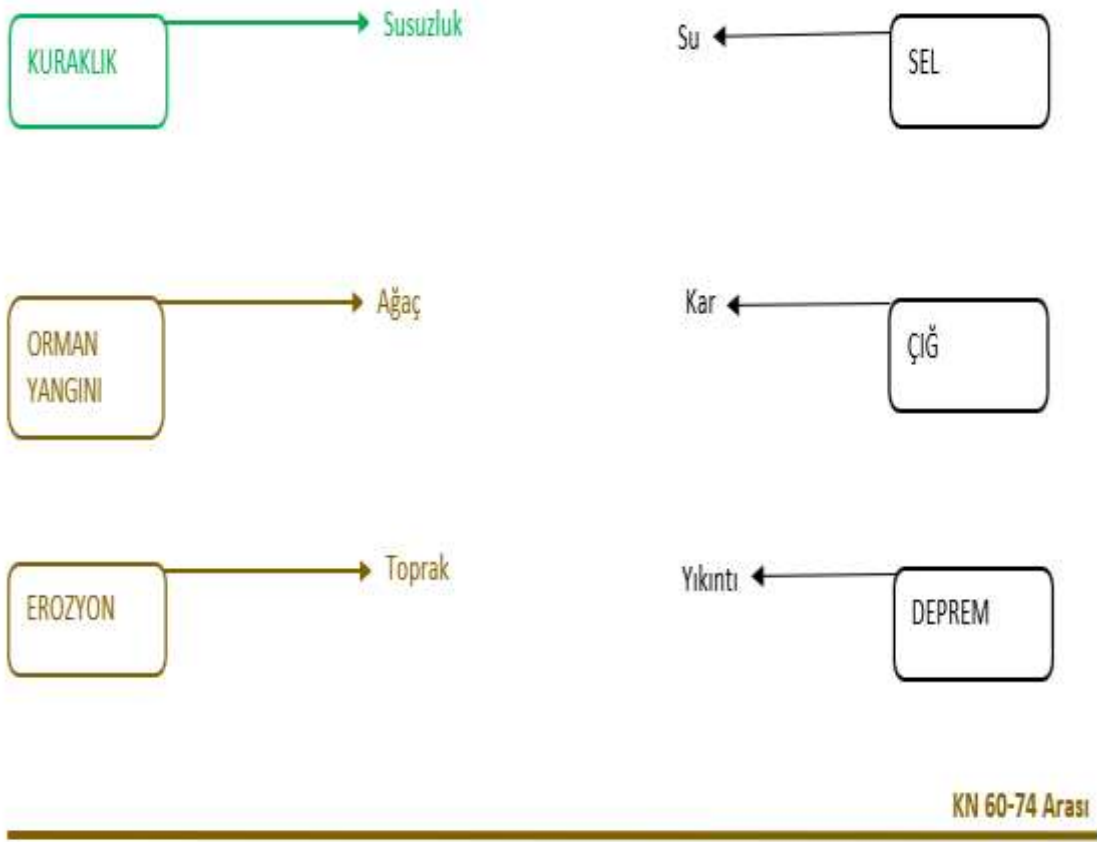 KURAKLIK
Susuzluk
Su
SEL
ORMAN
YANGINI
Ağaç
Kar
ÇIĞ
EROZYON
Toprak
Yıkıntı
DEPREM
KN 60-74 Arası